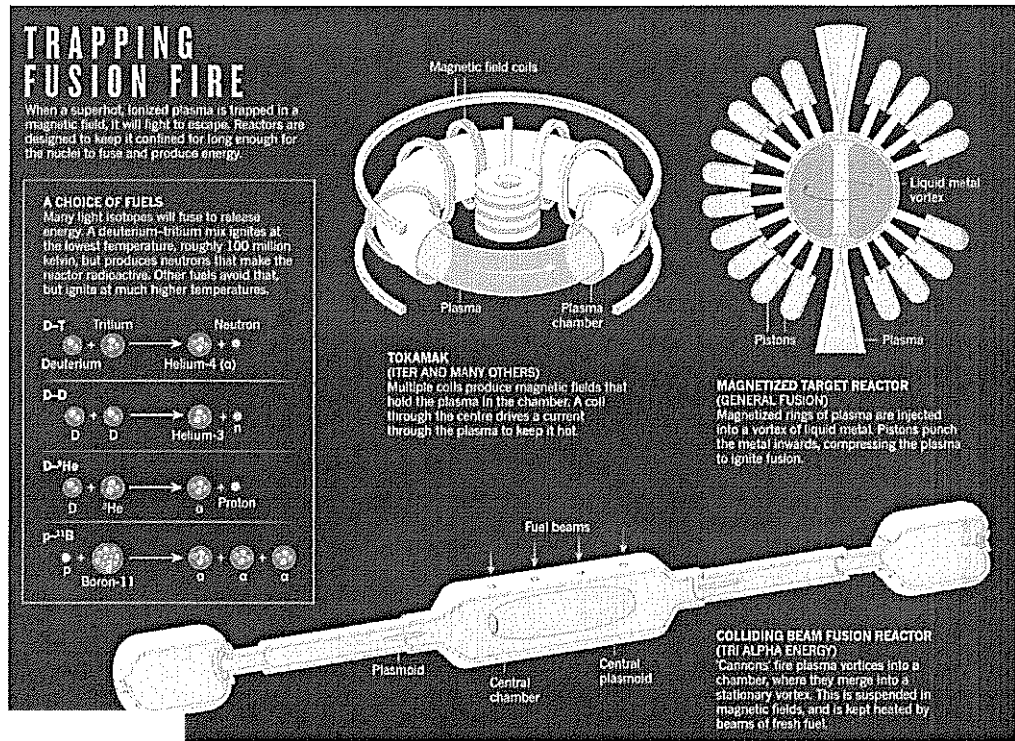 TRAPPING
FUSION FIRE
When a superhot, ionized plasma is trapped in a
magnetic field, it will fight to escape. Reactors are
designed to keep it confined for long enough for
the nuclei to fuse and produce energy.
A CHOICE OF FUELS
Many light isotopes will fuse to release
energy. A deuterium–tritium mix ignites at
the lowest temperature, roughly 100 million
kelvin, but produces neutrons that make the
reactor radioactive. Other fuels avoid that,
but ignite at much higher temperatures.
D–T
Tritium
Neutron
+ +
Deuterium
Helium-4 (α)
D–D
+ +
D D Helium-3 n
D–³He
+ +
D ³He α Proton
p–¹¹B
+ + +
P Boron-11 α α α
Magnetic field coils
Plasma
Plasma
chamber
TOKAMAK
(ITER AND MANY OTHERS)
Multiple coils produce magnetic fields that
hold the plasma in the chamber. A coil
through the centre drives a current
through the plasma to keep it hot.
Liquid metal
vortex
Pistons
Plasma
MAGNETIZED TARGET REACTOR
(GENERAL FUSION)
Magnetized rings of plasma are injected
into a vortex of liquid metal. Pistons punch
the metal inwards, compressing the plasma
to ignite fusion.
Fuel beams
Plasmoid
Central
chamber
Central
plasmoid
COLLIDING BEAM FUSION REACTOR
(TRI ALPHA ENERGY)
'Cannons' fire plasma vortices into a
chamber, where they merge into a
stationary vortex. This is suspended in
magnetic fields, and is kept heated by
beams of fresh fuel.